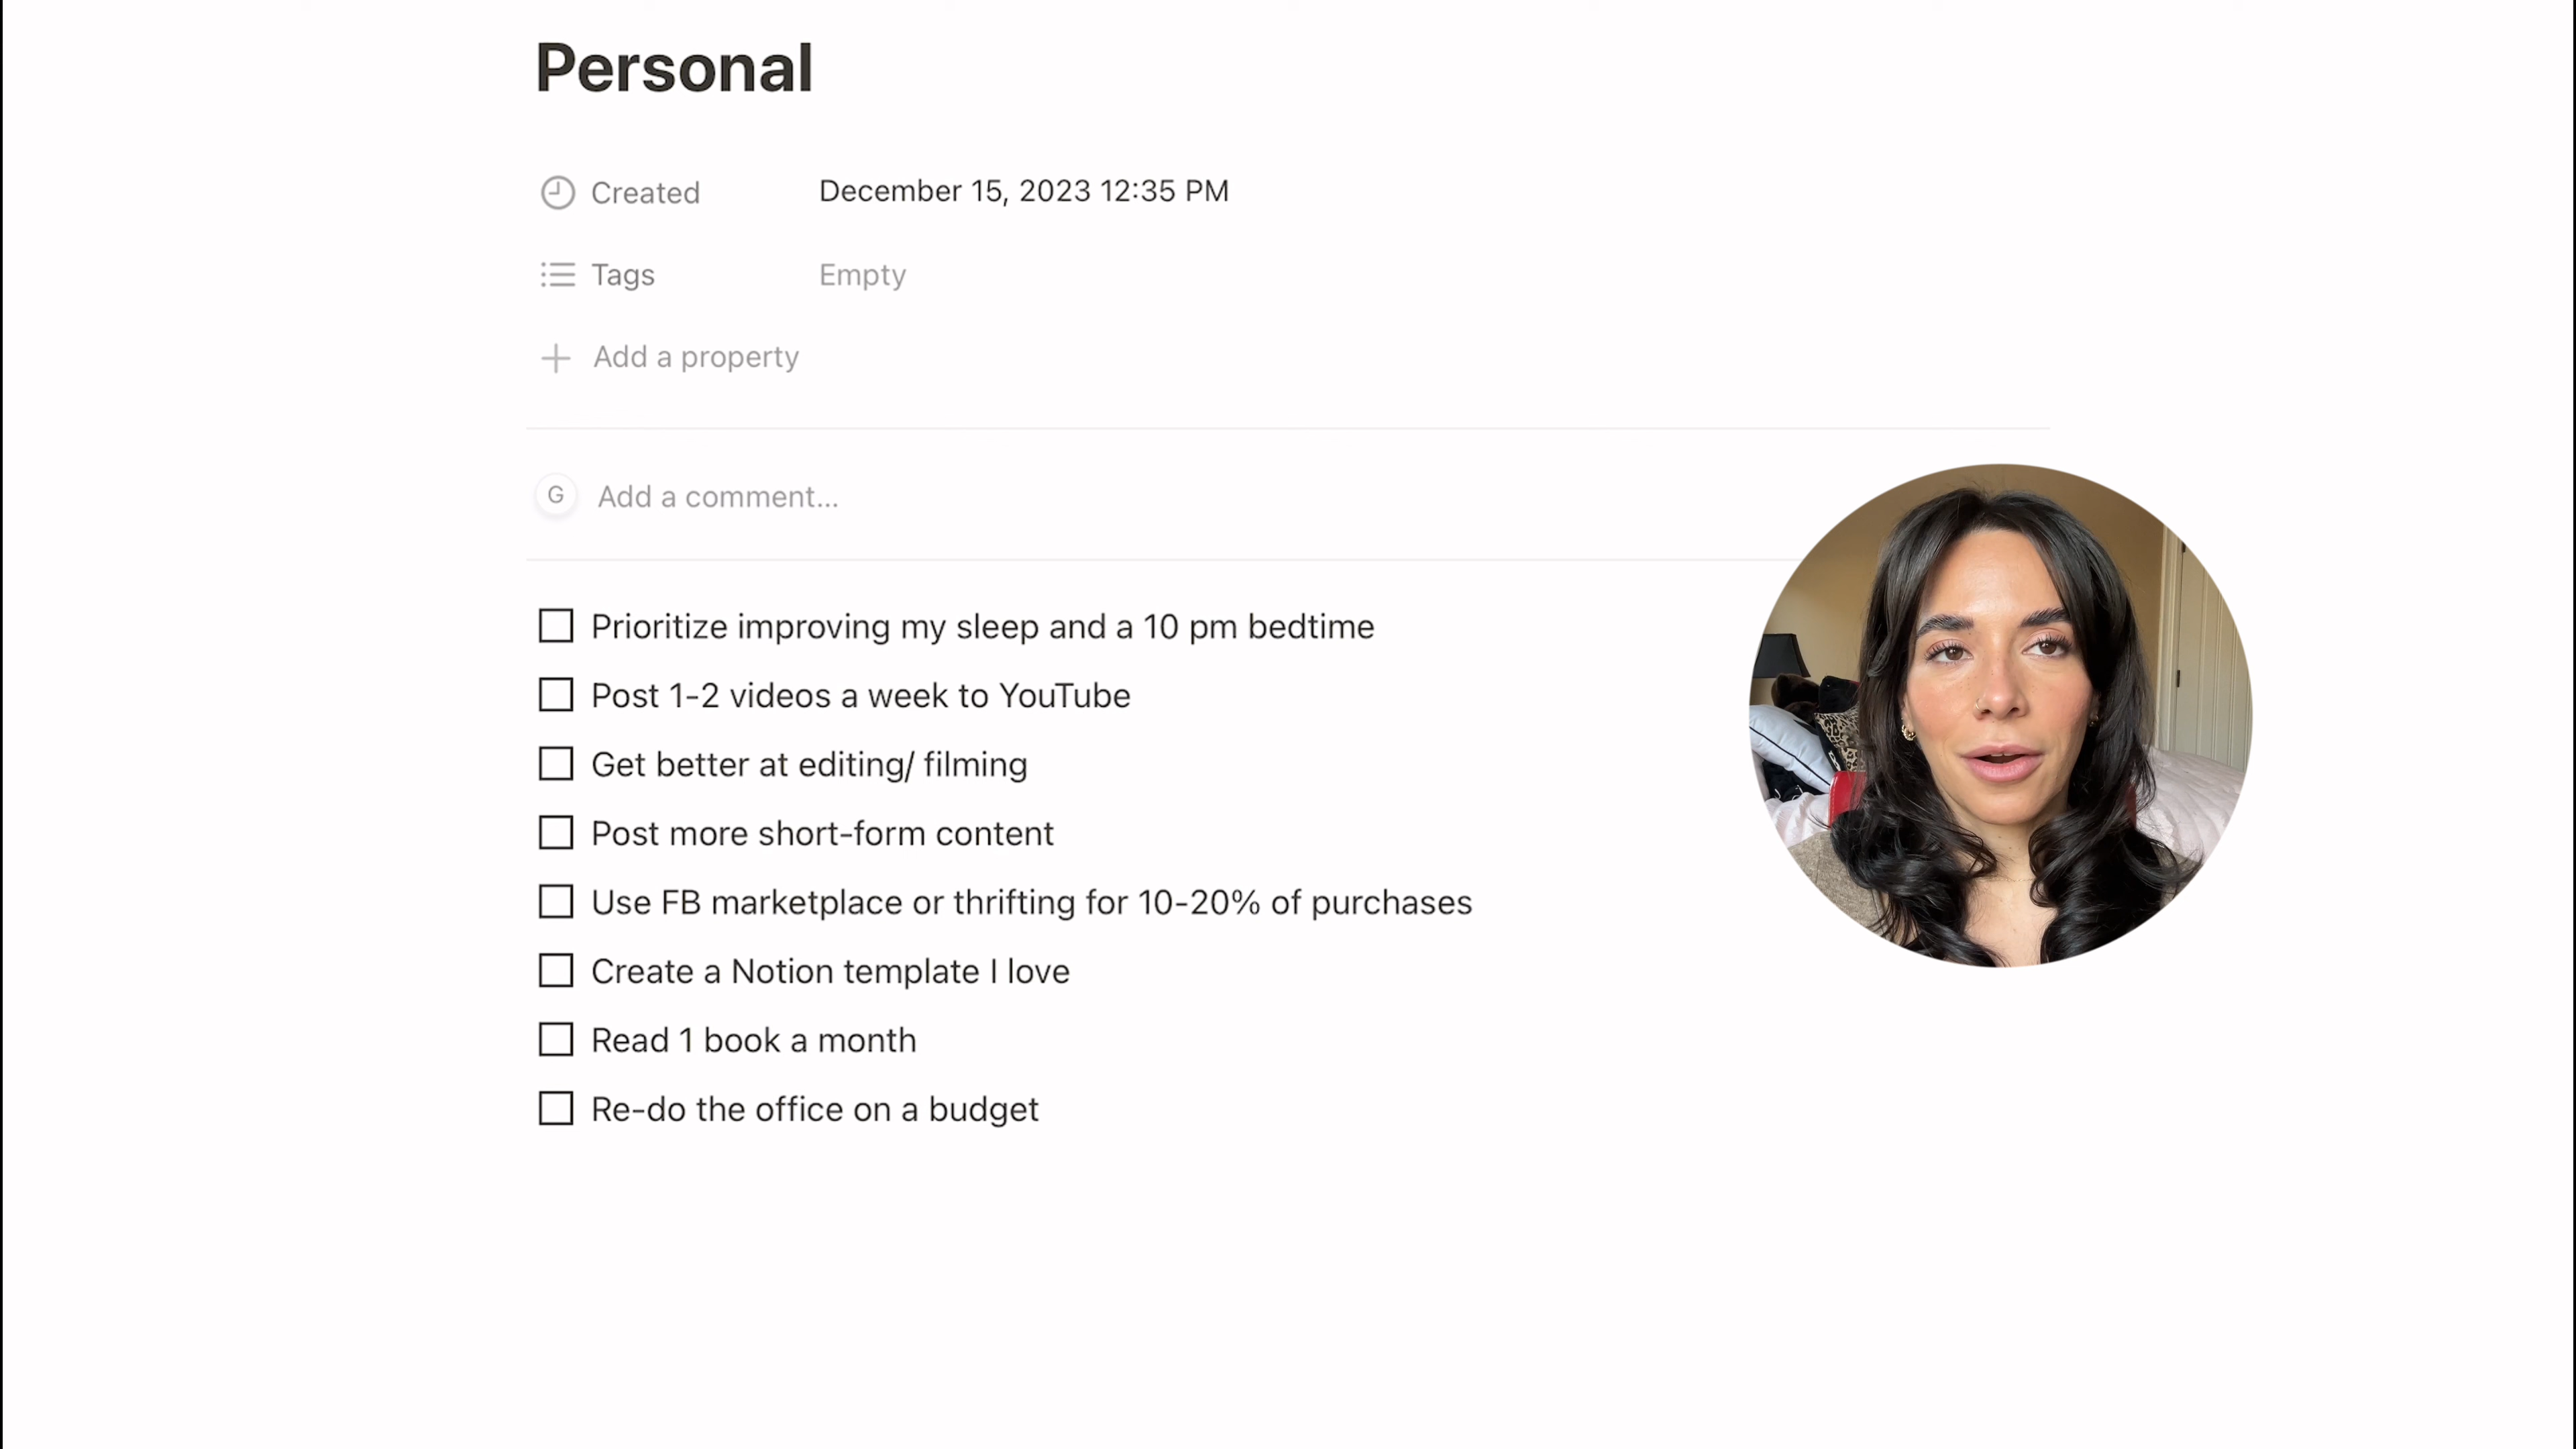 Personal
Created December 15, 2023 12:35 PM
Tags Empty
Add a property
G Add a comment...
Prioritize improving my sleep and a 10 pm bedtime
Post 1-2 videos a week to YouTube
Get better at editing/ filming
Post more short-form content
Use FB marketplace or thrifting for 10-20% of purchases
Create a Notion template I love
Read 1 book a month
Re-do the office on a budget